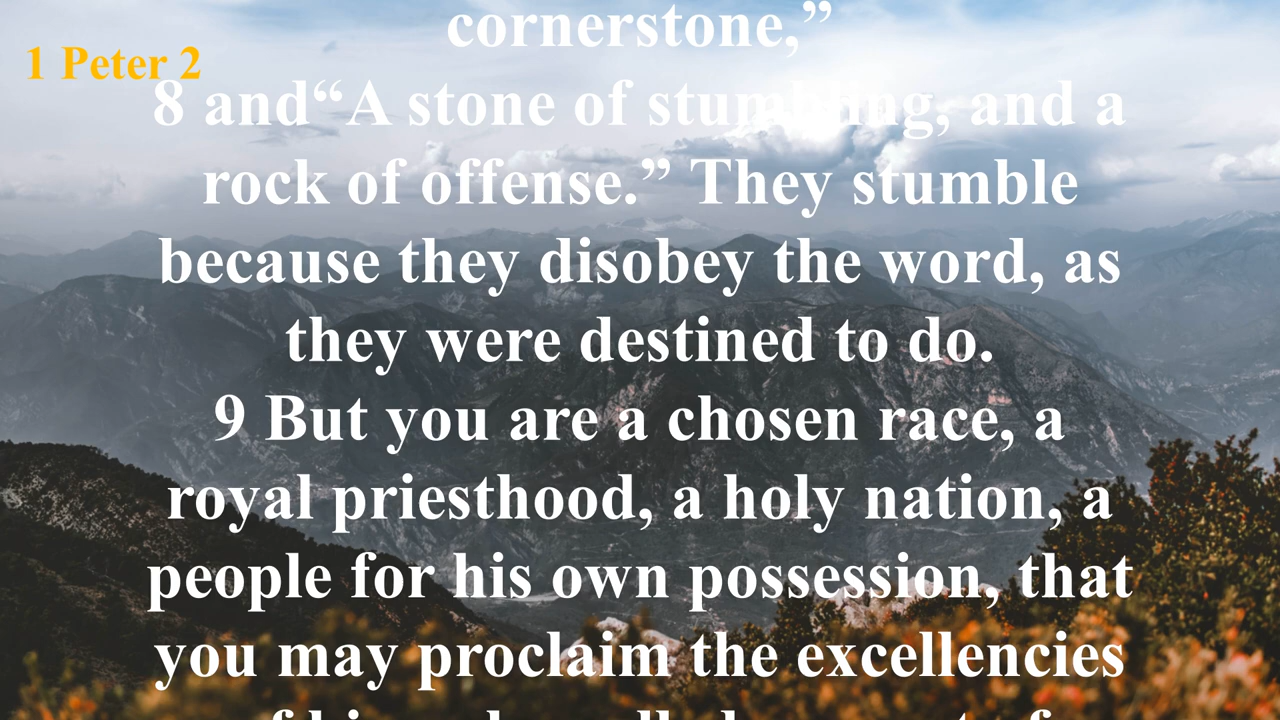 cornerstone,”
1 Peter 2
8 and“A stone of stumbling, and a
rock of offense.” They stumble
because they disobey the word, as
they were destined to do.
9 But you are a chosen race, a
royal priesthood, a holy nation, a
people for his own possession, that
you may proclaim the excellencies